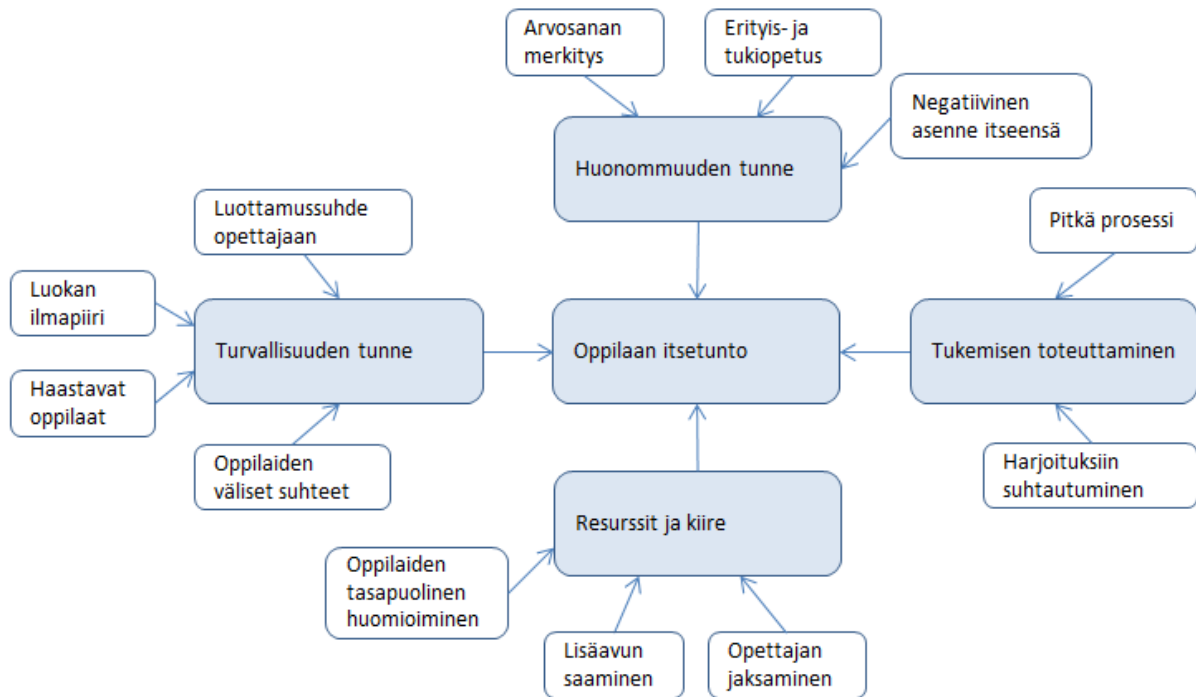 Arvosanan
merkitys
Erityis- ja
tukiopetus
Negatiivinen
asenne itseensä
Huonommuuden tunne
Luottamussuhde
opettajaan
Pitkä prosessi
Luokan
ilmapiiri
Turvallisuuden tunne
Oppilaan itsetunto
Tukemisen toteuttaminen
Haastavat
oppilaat
Oppilaiden
väliset suhteet
Harjoituksiin
suhtautuminen
Resurssit ja kiire
Oppilaiden
tasapuolinen
huomioiminen
Lisäavun
saaminen
Opettajan
jaksaminen